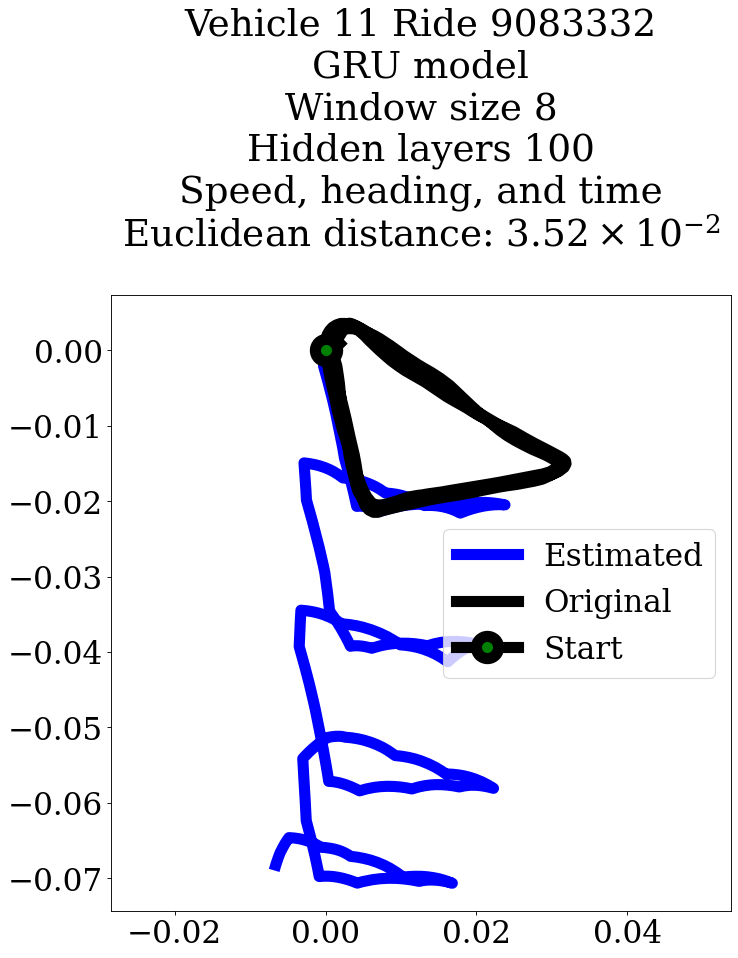 Vehicle 11 Ride 9083332
GRU model
Window size 8
Hidden layers 100
Speed, heading, and time
Euclidean distance: 3.52 × 10⁻²
0.00
−0.01
−0.02
−0.03
−0.04
−0.05
−0.06
−0.07
Estimated
Original
Start
−0.02
0.00
0.02
0.04